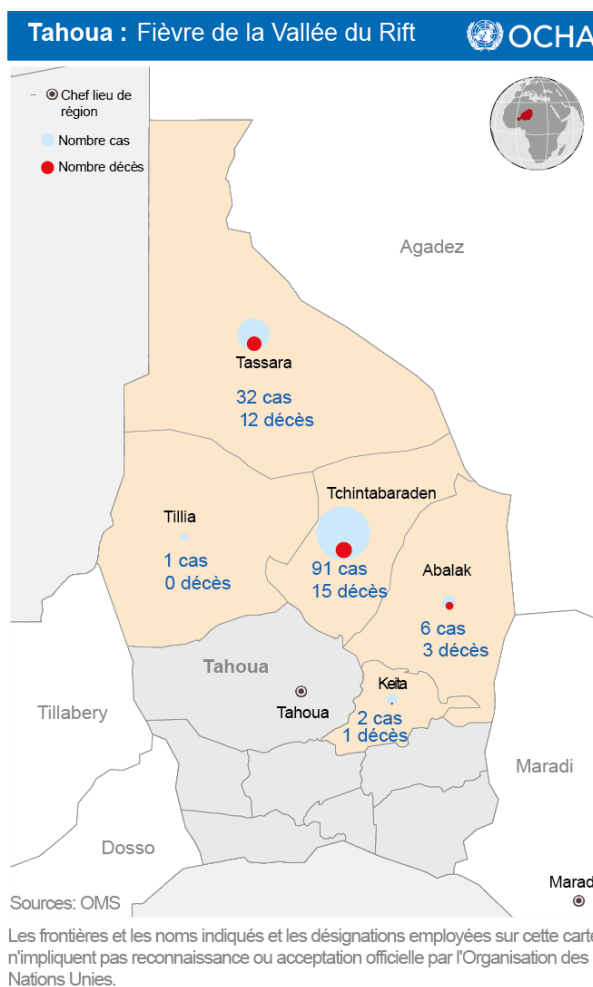 Tahoua : Fièvre de la Vallée du Rift
OCHA
Chef lieu de
région
Nombre cas
Nombre décès
Agadez
Tassara
32 cas
12 décès
Tchintabaraden
Tillia
91 cas
15 décès
1 cas
0 décès
Abalak
6 cas
3 décès
Tahoua
Keita
Tahoua
2 cas
1 décès
Tillabery
Maradi
Dosso
Marad
Sources: OMS
Les frontières et les noms indiqués et les désignations employées sur cette carte
n'impliquent pas reconnaissance ou acceptation officielle par l'Organisation des
Nations Unies.